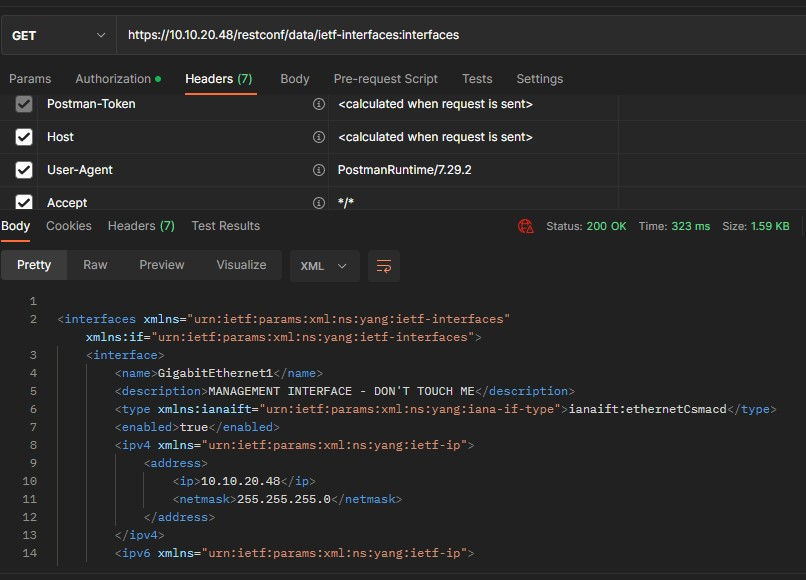 GET https://10.10.20.48/restconf/data/ietf-interfaces:interfaces
Params Authorization Headers (7) Body Pre-request Script Tests Settings
Postman-Token <calculated when request is sent>
Host <calculated when request is sent>
User-Agent PostmanRuntime/7.29.2
Accept */*
Body Cookies Headers (7) Test Results Status: 200 OK Time: 323 ms Size: 1.59 KB
Pretty Raw Preview Visualize XML
1
2 <interfaces xmlns="urn:ietf:params:xml:ns:yang:ietf-interfaces"
xmlns:if="urn:ietf:params:xml:ns:yang:ietf-interfaces">
3 <interface>
4 <name>GigabitEthernet1</name>
5 <description>MANAGEMENT INTERFACE - DON'T TOUCH ME</description>
6 <type xmlns:ianaift="urn:ietf:params:xml:ns:yang:iana-if-type">ianaift:ethernetCsmacd</type>
7 <enabled>true</enabled>
8 <ipv4 xmlns="urn:ietf:params:xml:ns:yang:ietf-ip">
9 <address>
10 <ip>10.10.20.48</ip>
11 <netmask>255.255.255.0</netmask>
12 </address>
13 </ipv4>
14 <ipv6 xmlns="urn:ietf:params:xml:ns:yang:ietf-ip">